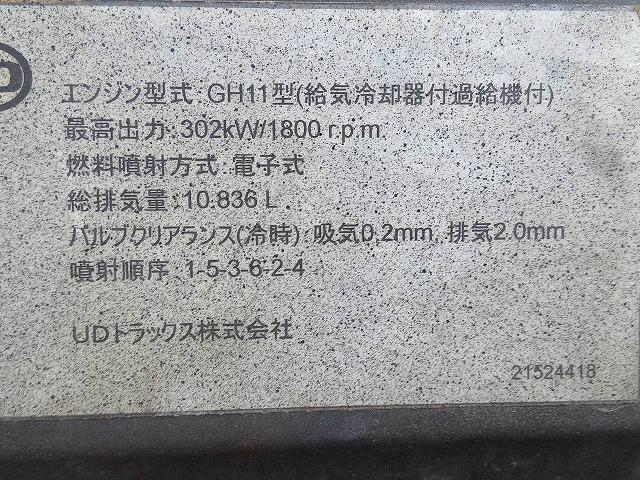 エンジン型式 GH11型(給気冷却器付過給機付)
最高出力:302kW/1800 r.p.m.
燃料噴射方式 電子式
総排気量:10.836 L
バルブクリアランス(冷時) 吸気0.2mm, 排気2.0mm
噴射順序:1-5-3-6-2-4
UDトラックス株式会社
21524418